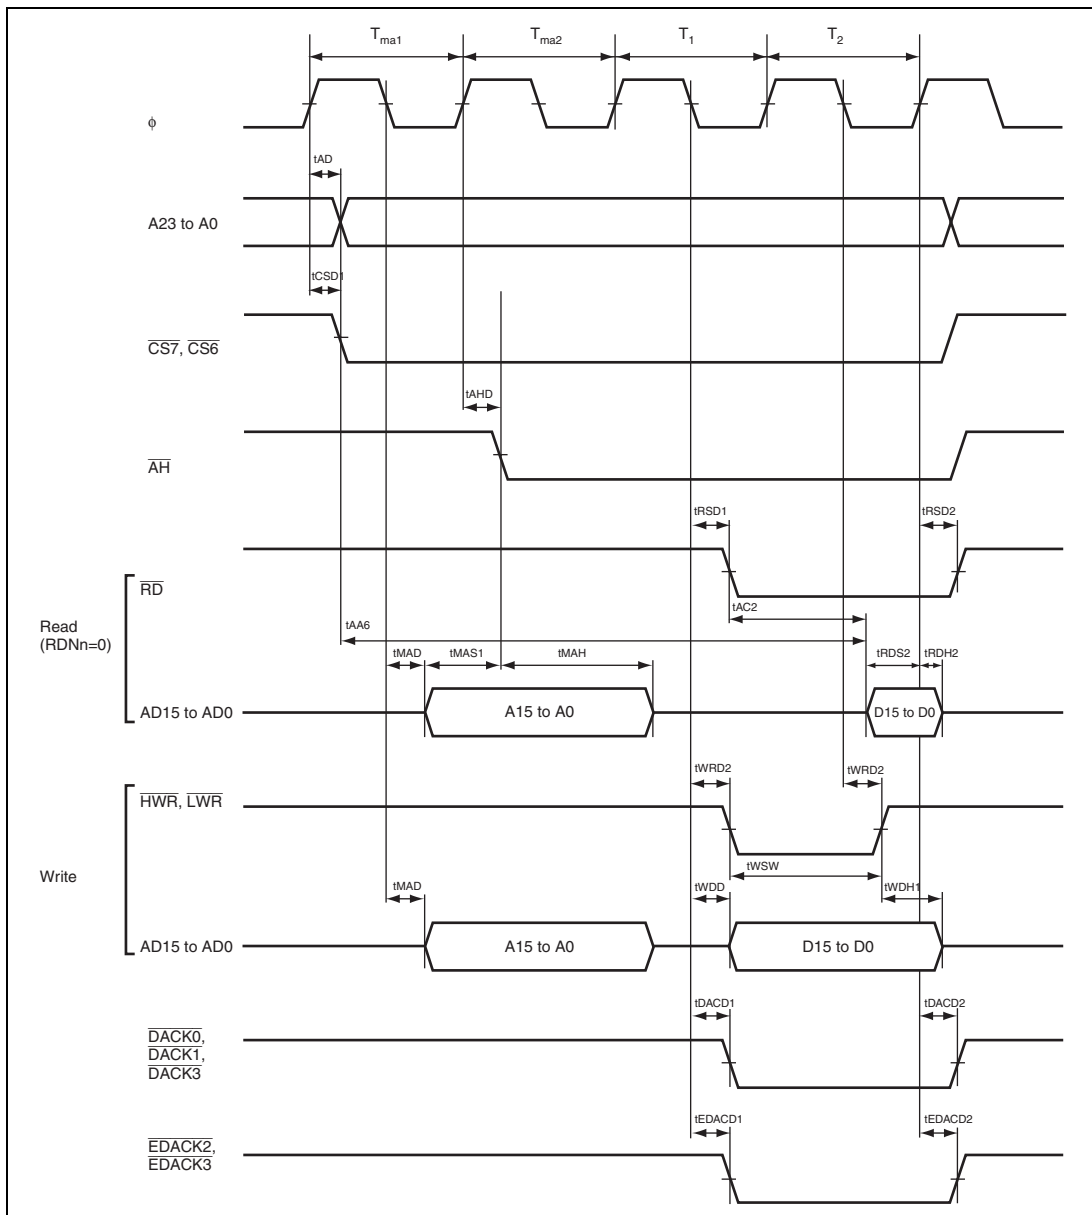 Tma1 Tma2 T1 T2
ϕ
tAD
A23 to A0
tCSD1
CS7, CS6
tAHD
AH
tRSD1 tRSD2
RD
tAC2
Read
(RDNn=0)
tAA6
tMAD tMAS1 tMAH tRDS2 tRDH2
AD15 to AD0 A15 to A0 D15 to D0
tWRD2 tWRD2
HWR, LWR
tWSW
Write
tMAD tWDD tWDH1
AD15 to AD0 A15 to A0 D15 to D0
tDACD1 tDACD2
DACK0,
DACK1,
DACK3
tEDACD1 tEDACD2
EDACK2,
EDACK3